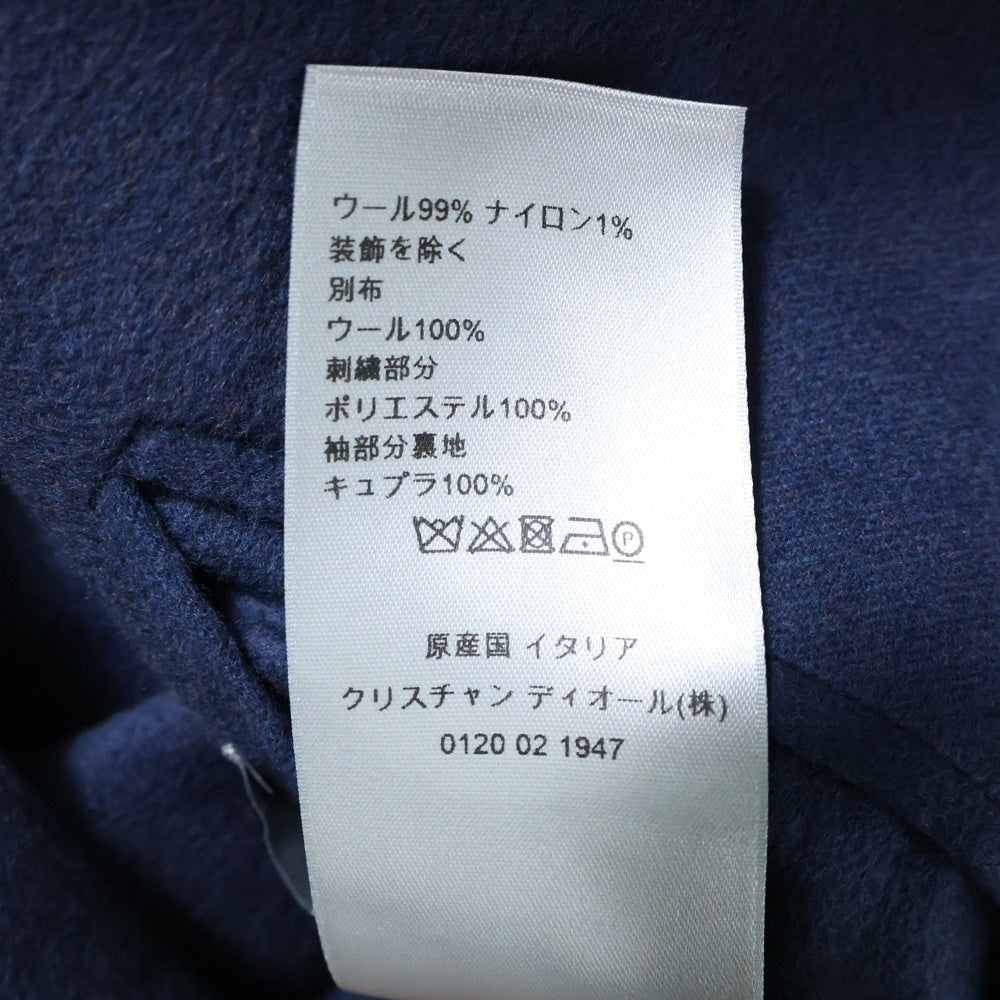 ウール99% ナイロン1%
装飾を除く
別布
ウール100%
刺繍部分
ポリエステル100%
袖部分裏地
キュプラ100%
P
原産国 イタリア
クリスチャン ディオール(株)
0120 02 1947